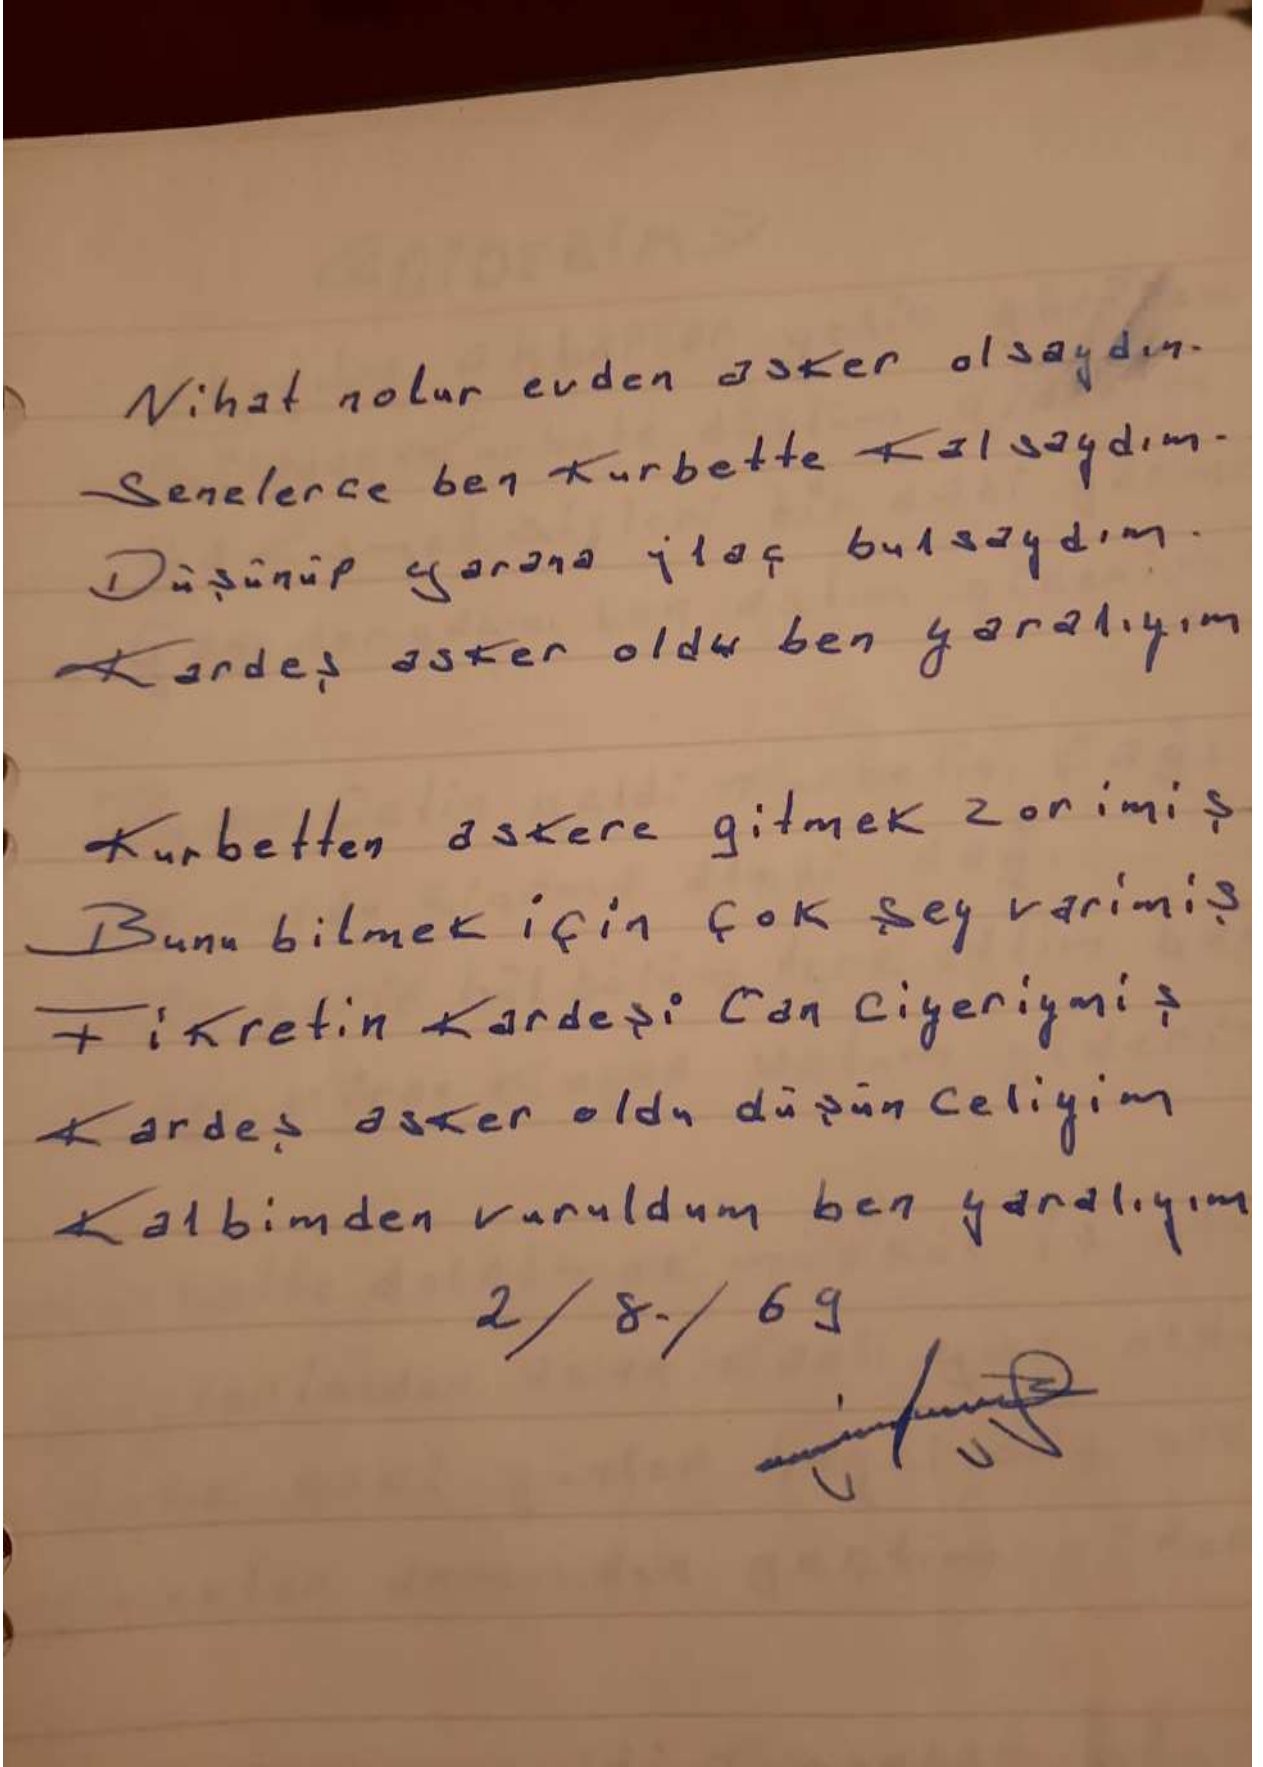 Nihat nolur evden asker olsaydın.
Senelerce ben Kurbette Kalsaydım.
Düşünüp yarana ilaç bulsaydım.
Kardeş asker oldu ben yaralıyım
Kurbetten askere gitmek zorimiş
Bunu bilmek için çok şey varimiş
Fikretin Kardeşi Can Ciyeriymiş
Kardeş asker oldu düşünCeliyim
Kalbimden vuruldum ben yaralıyım
2/8./69